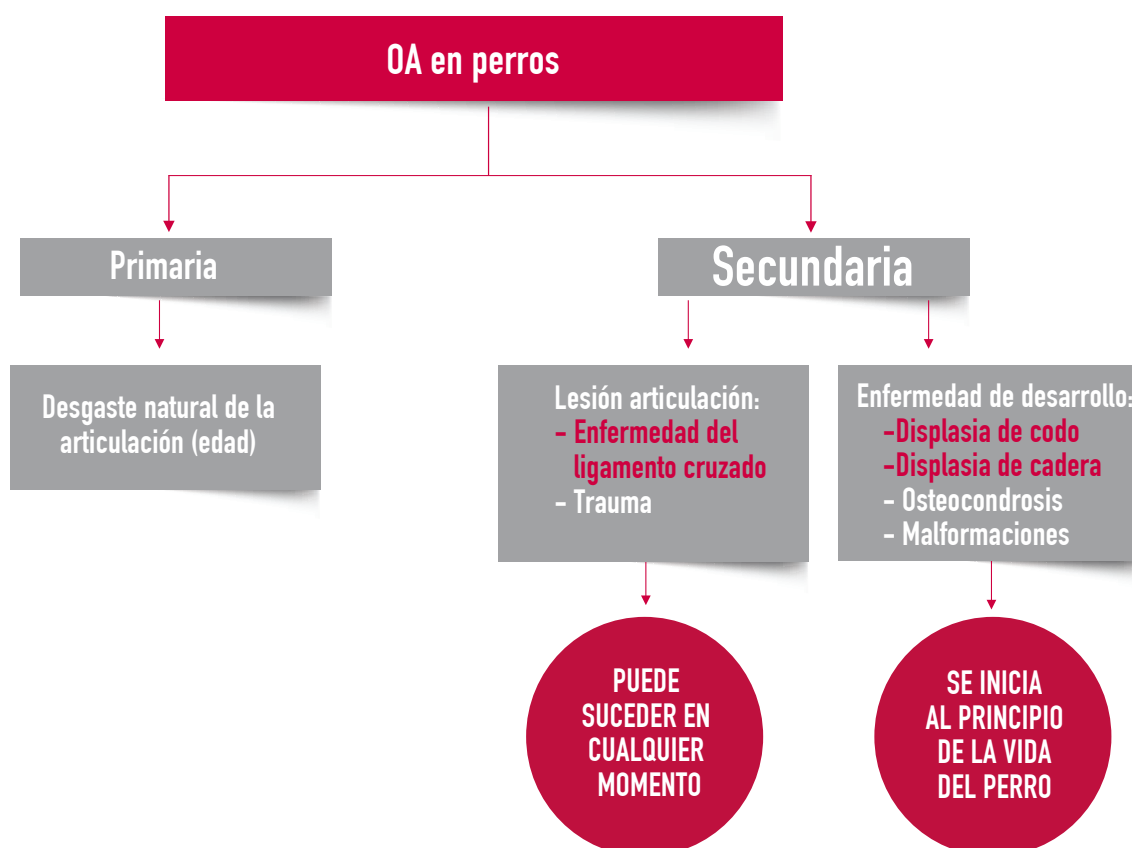 OA en perros
Primaria
Secundaria
Desgaste natural de la
articulación (edad)
Lesión articulación:
- Enfermedad del
ligamento cruzado
- Trauma
Enfermedad de desarrollo:
-Displasia de codo
-Displasia de cadera
- Osteocondrosis
- Malformaciones
PUEDE
SUCEDER EN
CUALQUIER
MOMENTO
SE INICIA
AL PRINCIPIO
DE LA VIDA
DEL PERRO